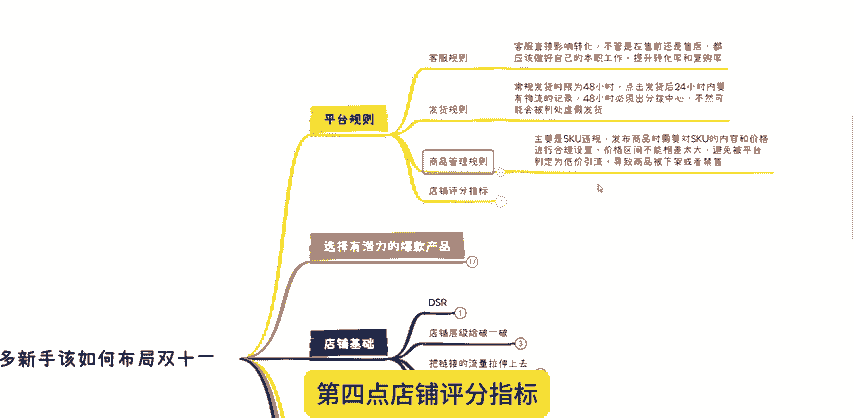 客服规则
客服直接影响转化，不管是在售前还是售后，都
应该做好自己的本职工作，提升转化率和复购率
平台规则
发货规则
常规发货时限为48小时，点击发货后24小时内要
有物流的记录，48小时必须出分拨中心，不然可
能会被判处虚假发货
商品管理规则
主要是SKU违规，发布商品时需要对SKU的内容和价格
进行合理设置，价格区间不能相差太大，避免被平台
判定为低价引流，导致商品被下架或者禁售
店铺评分指标
选择有潜力的爆款产品
17
多新手该如何布局双十一
店铺基础
DSR
1
店铺层级给破一破
3
把链接的流量拉伸上去
第四点店铺评分指标